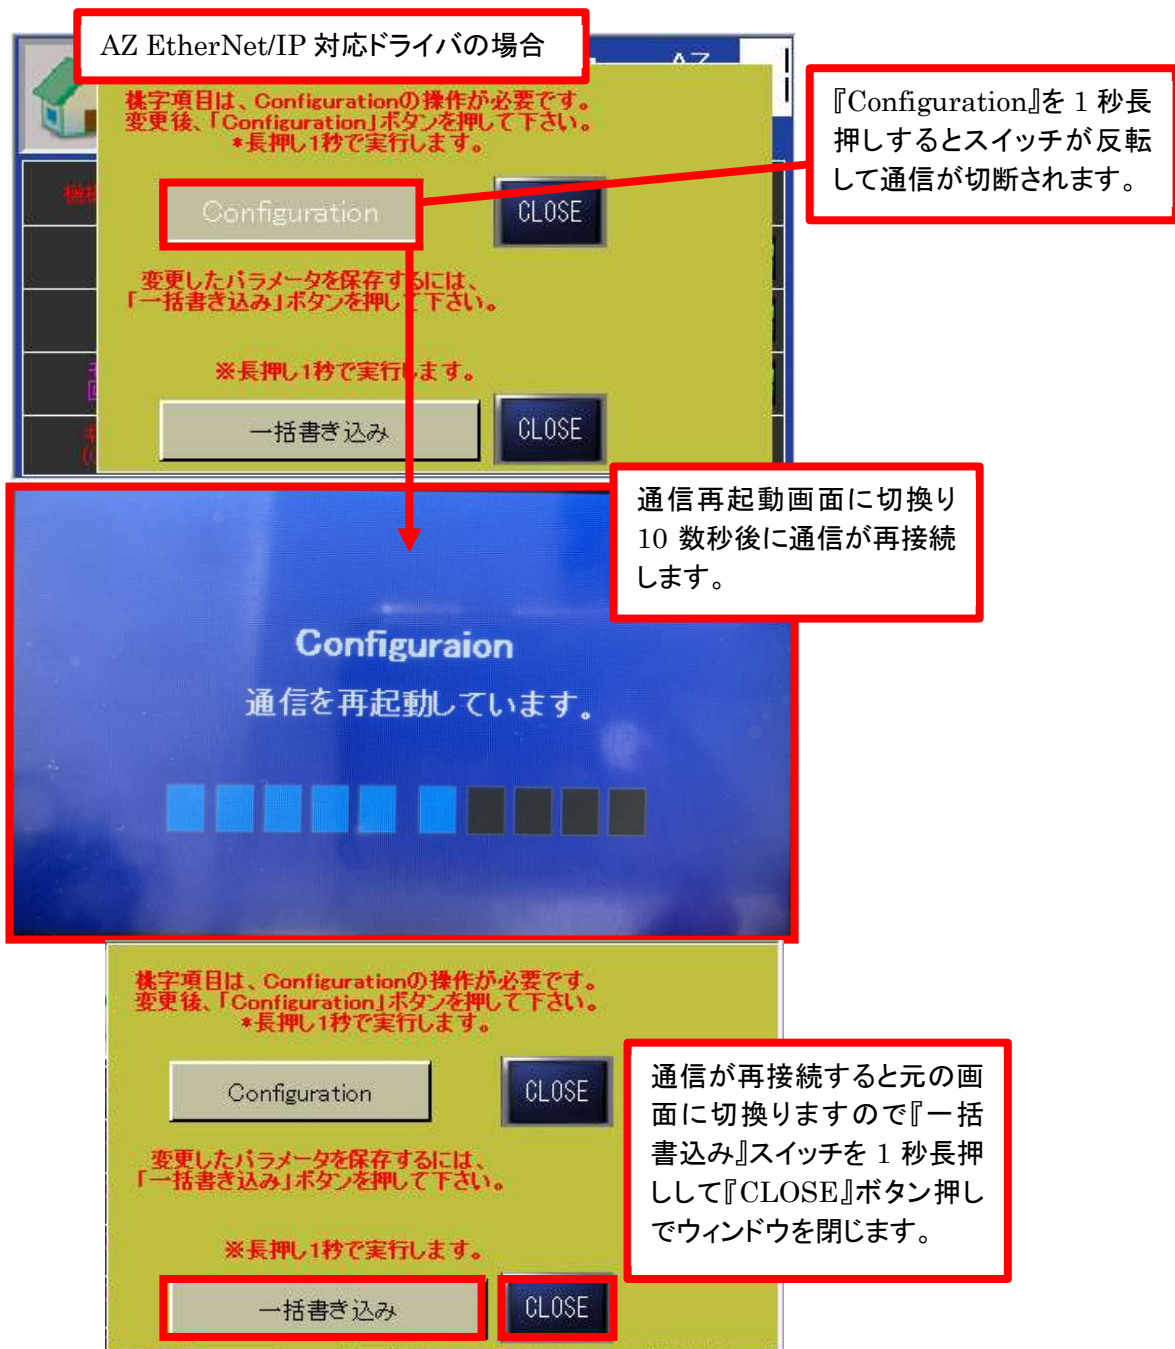 AZ EtherNet/IP 対応ドライバの場合
AZ
桃字項目は、Configurationの操作が必要です。
変更後、「Configuration」ボタンを押して下さい。
*長押し1秒で実行します。
『Configuration』を 1 秒長
押しするとスイッチが反転
して通信が切断されます。
Configuration
CLOSE
変更したパラメータを保存するには、
「一括書き込み」ボタンを押して下さい。
※長押し1秒で実行します。
一括書き込み
CLOSE
通信再起動画面に切換り
10 数秒後に通信が再接続
します。
Configuraion
通信を再起動しています。
桃字項目は、Configurationの操作が必要です。
変更後、「Configuration」ボタンを押して下さい。
*長押し1秒で実行します。
Configuration
CLOSE
通信が再接続すると元の画
面に切換りますので『一括
書込み』スイッチを 1 秒長押
しして『CLOSE』ボタン押し
でウィンドウを閉じます。
変更したパラメータを保存するには、
「一括書き込み」ボタンを押して下さい。
※長押し1秒で実行します。
一括書き込み
CLOSE